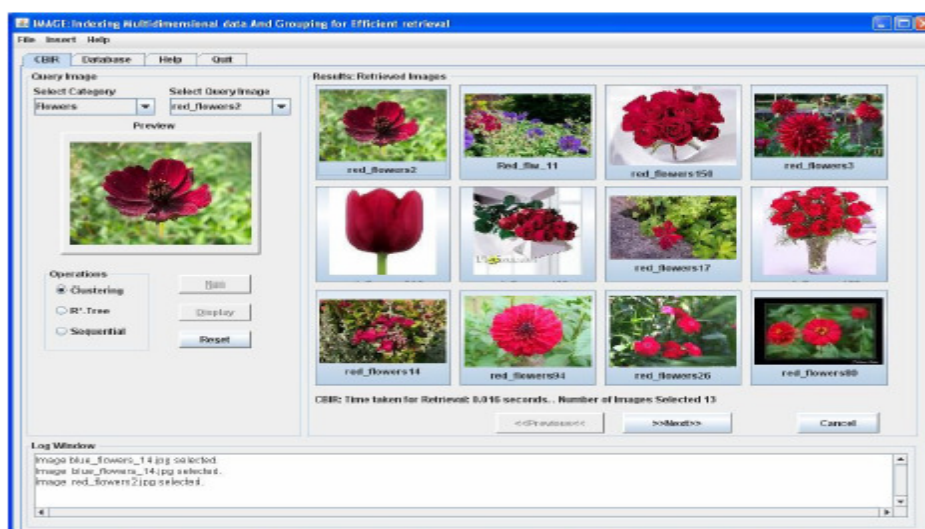 IMAGE: Indexing Multidimensional data And Grouping for Efficient retrieval
File Insert Help
CBIR Database Help Quit
Query Image
Select Category Select Query Image
Flowers red_flowers2
Preview
Operations
Clustering
R*-Tree
Sequential
Run
Display
Reset
Results: Retrieved Images
red_flowers2 Red_flw_11 red_flowers150 red_flowers3
red_flowers17
red_flowers14 red_flowers94 red_flowers26 red_flowers80
CBIR: Time taken for Retrieval: 0.016 seconds.. Number of Images Selected 13
<<Previous<< >>Next>> Cancel
Log Window
Image blue_flowers_14.jpg selected.
Image blue_flowers_14.jpg selected.
Image red_flowers2.jpg selected.